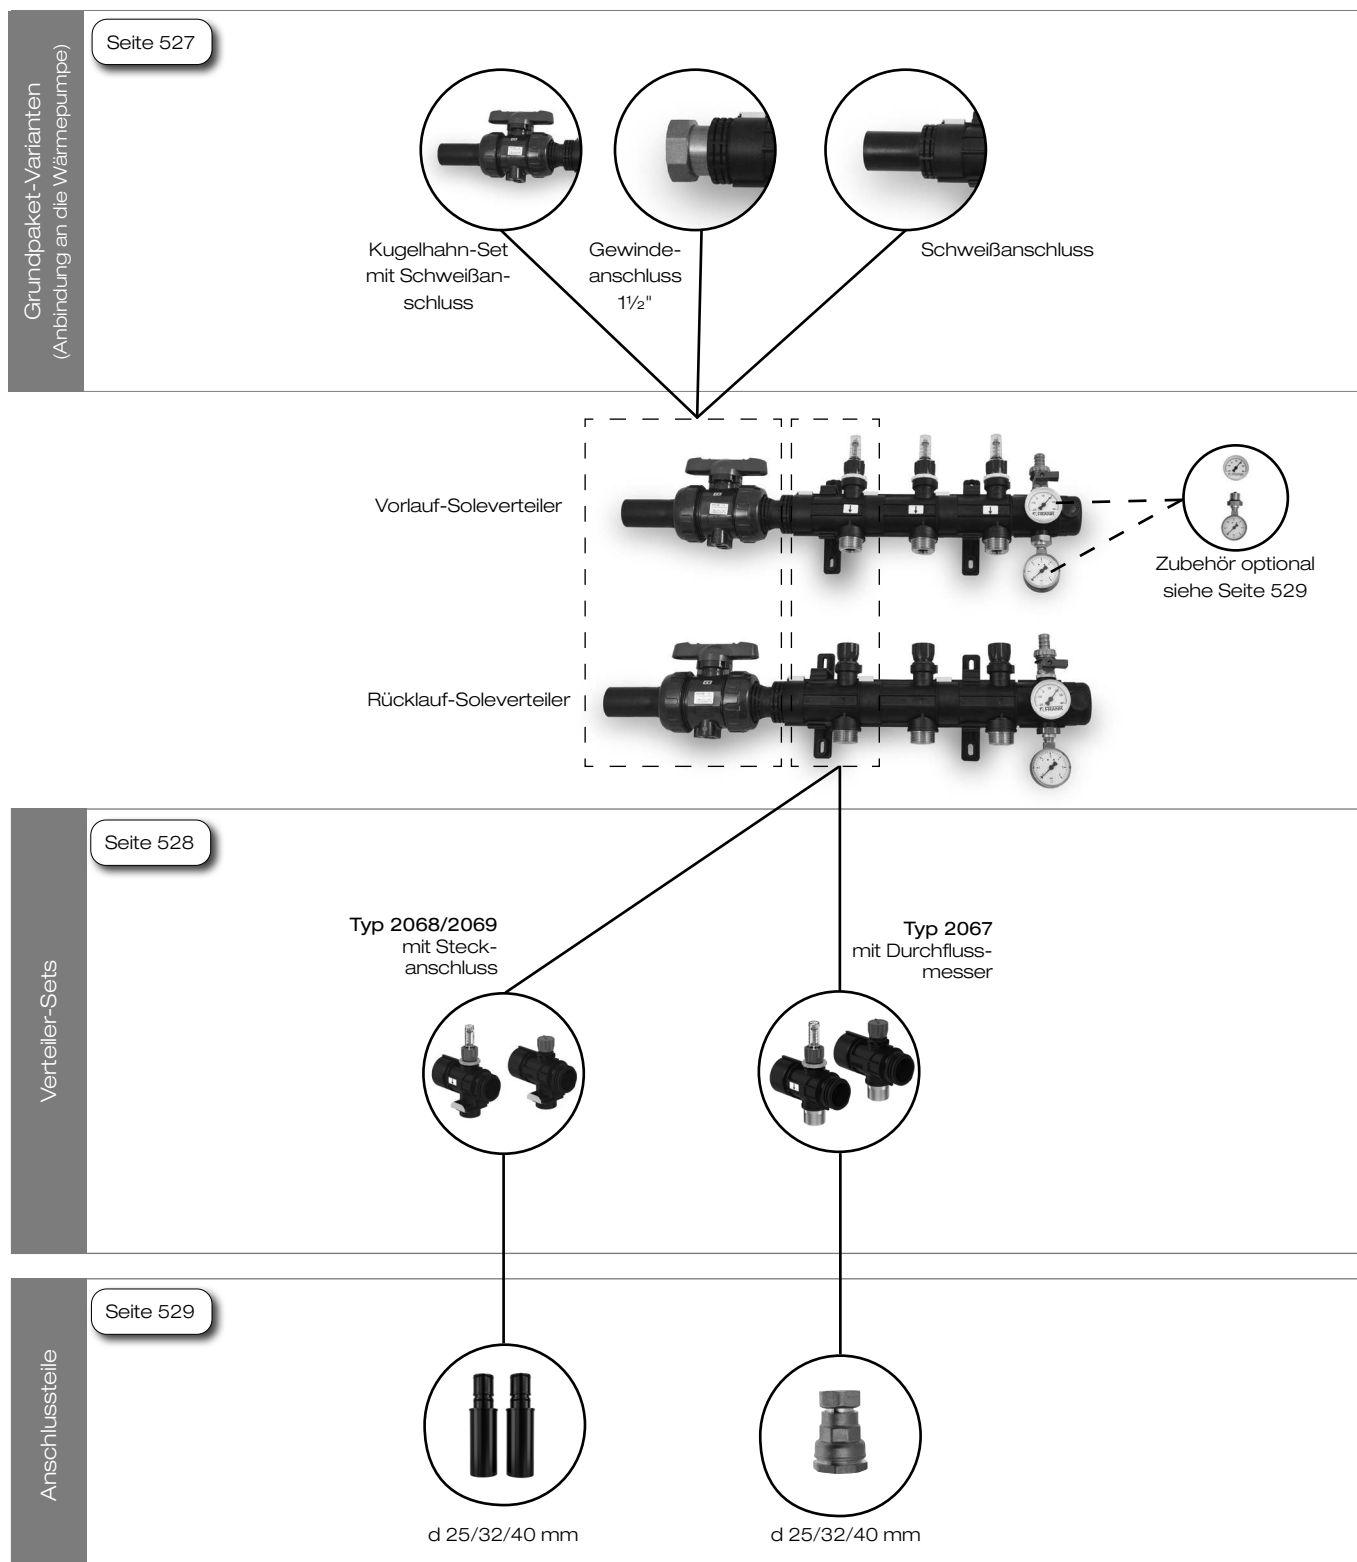 Grundpaket-Varianten
(Anbindung an die Wärmepumpe)
Seite 527
Kugelhahn-Set
mit Schweißan-
schluss
Gewinde-
anschluss
1½"
Schweißanschluss
Vorlauf-Soleverteiler
Zubehör optional
siehe Seite 529
Rücklauf-Soleverteiler
FRANK
Verteiler-Sets
Seite 528
Typ 2068/2069
mit Steck-
anschluss
Typ 2067
mit Durchfluss-
messer
Anschlussteile
Seite 529
d 25/32/40 mm
d 25/32/40 mm